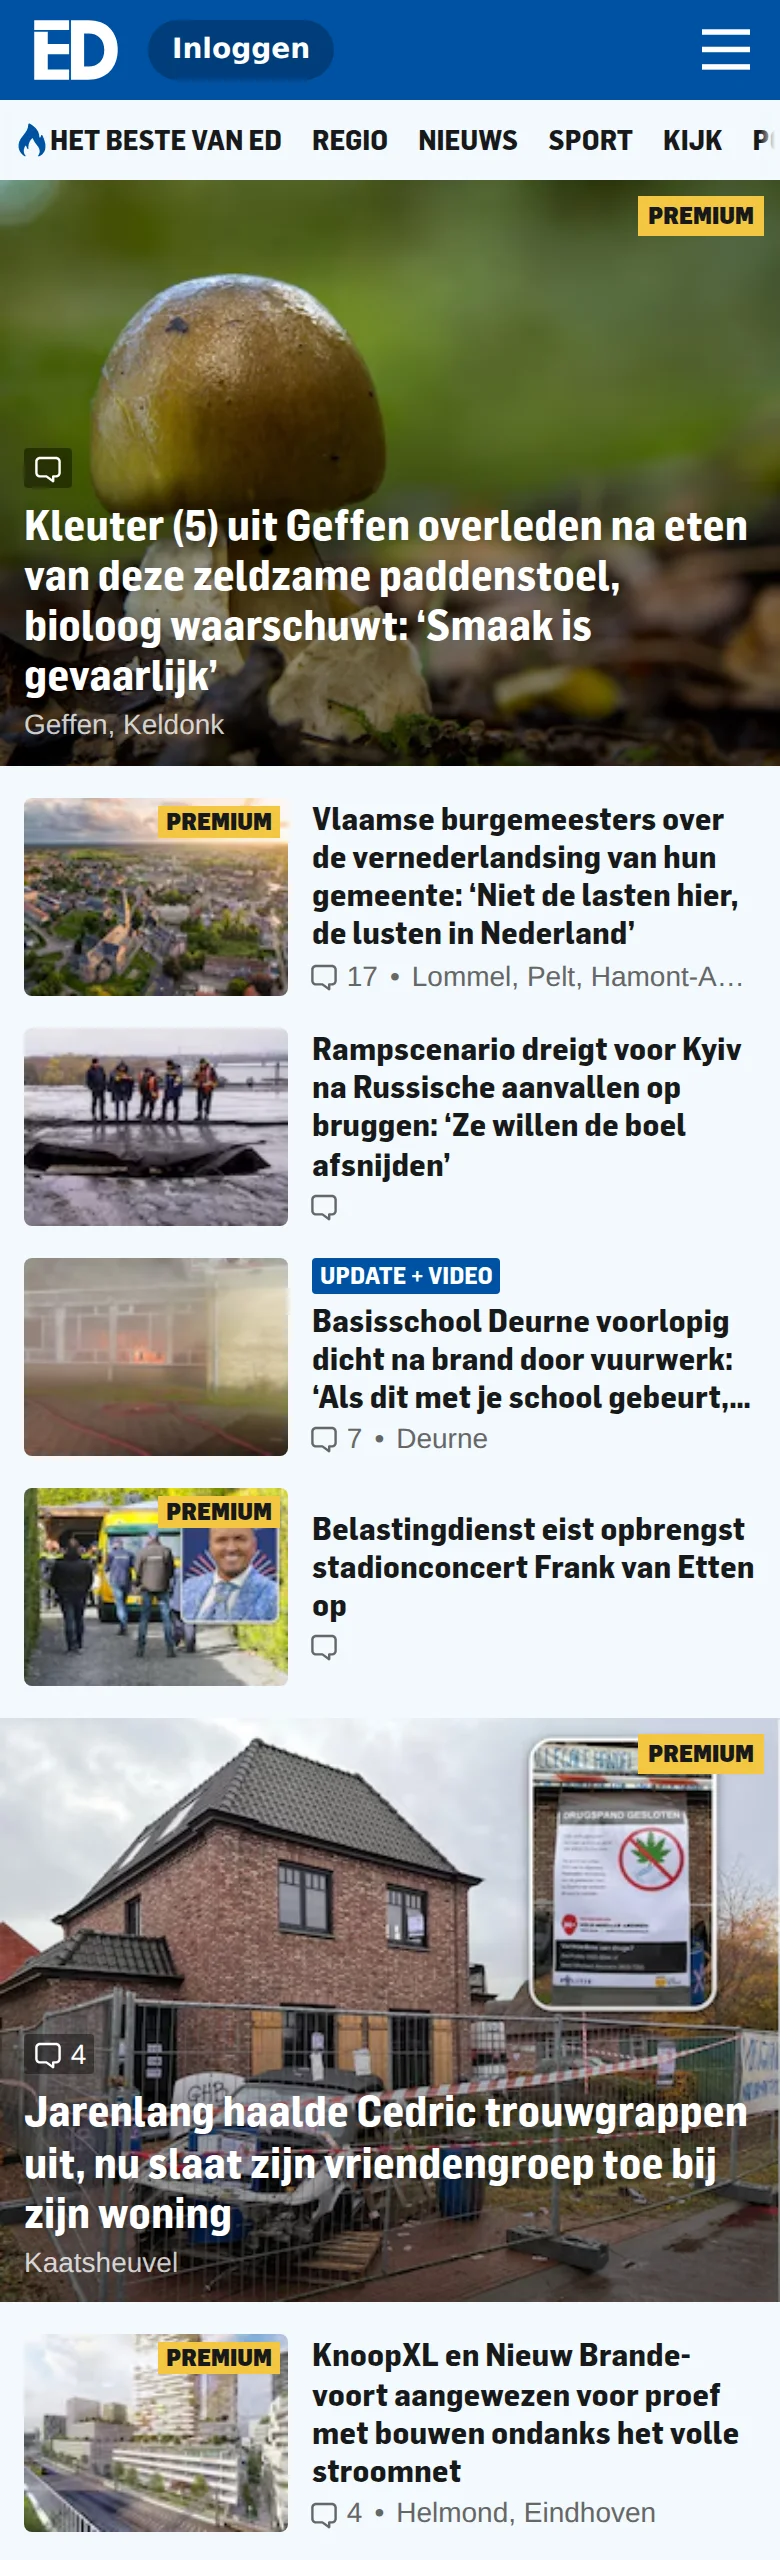 ED
Inloggen
HET BESTE VAN ED REGIO NIEUWS SPORT KIJK
PREMIUM
Kleuter (5) uit Geffen overleden na eten
van deze zeldzame paddenstoel,
bioloog waarschuwt: ‘Smaak is
gevaarlijk’
Geffen, Keldonk
PREMIUM
Vlaamse burgemeesters over
de vernederlandsing van hun
gemeente: ‘Niet de lasten hier,
de lusten in Nederland’
17 • Lommel, Pelt, Hamont-A…
Rampscenario dreigt voor Kyiv
na Russische aanvallen op
bruggen: ‘Ze willen de boel
afsnijden’
UPDATE + VIDEO
Basisschool Deurne voorlopig
dicht na brand door vuurwerk:
‘Als dit met je school gebeurt,…
7 • Deurne
PREMIUM
Belastingdienst eist opbrengst
stadionconcert Frank van Etten
op
PREMIUM
DRUGSPAND GESLOTEN
GHB
4
Jarenlang haalde Cedric trouwgrappen
uit, nu slaat zijn vriendengroep toe bij
zijn woning
Kaatsheuvel
PREMIUM
KnoopXL en Nieuw Brande-
voort aangewezen voor proef
met bouwen ondanks het volle
stroomnet
4 • Helmond, Eindhoven